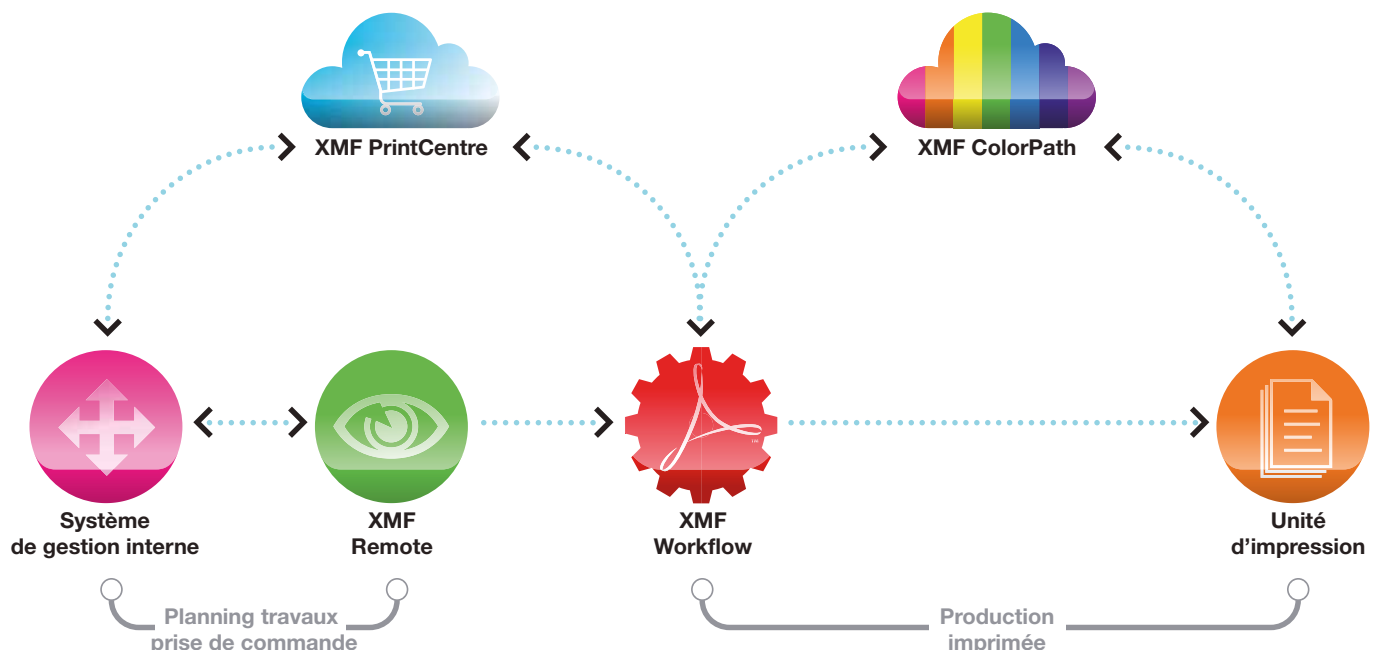 XMF PrintCentre
XMF ColorPath
Système
de gestion interne
XMF
Remote
XMF
Workflow
Unité
d’impression
Planning travaux
prise de commande
Production
imprimée